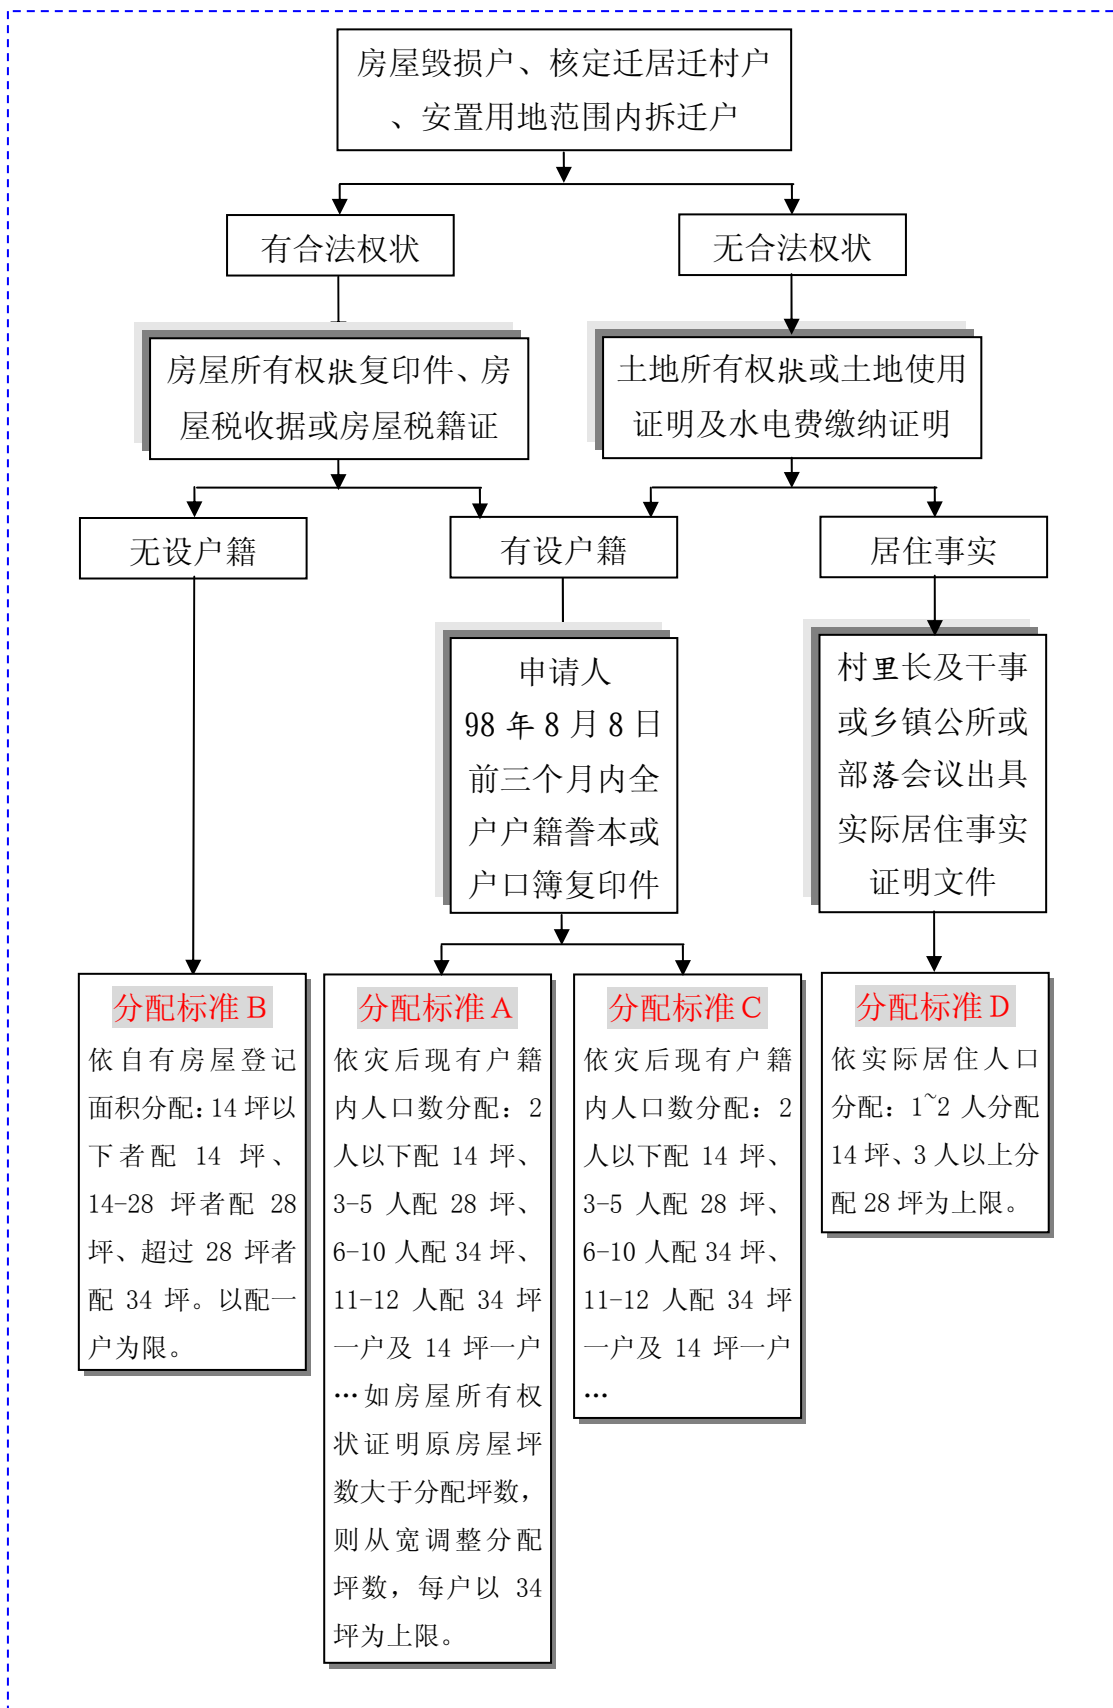 房屋毁损户、核定迁居迁村户
、安置用地范围内拆迁户
有合法权状
无合法权状
房屋所有权狀复印件、房
屋税收据或房屋税籍证
土地所有权狀或土地使用
证明及水电费缴纳证明
无设户籍
有设户籍
居住事实
申请人
98年8月8日
前三个月内全
户户籍誊本或
户口簿复印件
村里长及干事
或乡镇公所或
部落会议出具
实际居住事实
证明文件
分配标准B
依自有房屋登记
面积分配：14坪以
下者配 14 坪、
14-28 坪者配 28
坪、超过 28 坪者
配 34 坪。以配一
户为限。
分配标准A
依灾后现有户籍
内人口数分配：2
人以下配 14 坪、
3-5 人配 28 坪、
6-10 人配 34 坪、
11-12 人配 34 坪
一户及 14 坪一户
…如房屋所有权
状证明原房屋坪
数大于分配坪数，
则从宽调整分配
坪数，每户以 34
坪为上限。
分配标准C
依灾后现有户籍
内人口数分配：2
人以下配 14 坪、
3-5 人配 28 坪、
6-10 人配 34 坪、
11-12 人配 34 坪
一户及 14 坪一户
…
分配标准D
依实际居住人口
分配：1~2 人分配
14坪、3人以上分
配28坪为上限。